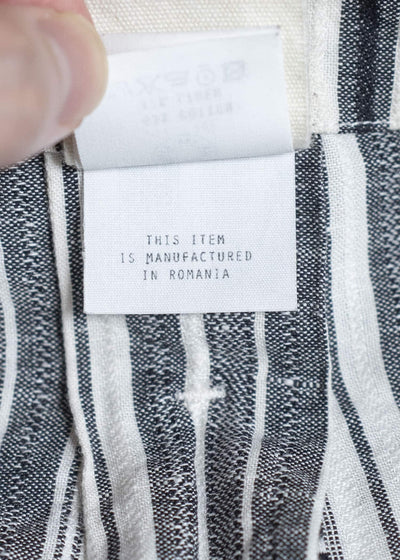 THIS ITEM
IS MANUFACTURED
IN ROMANIA